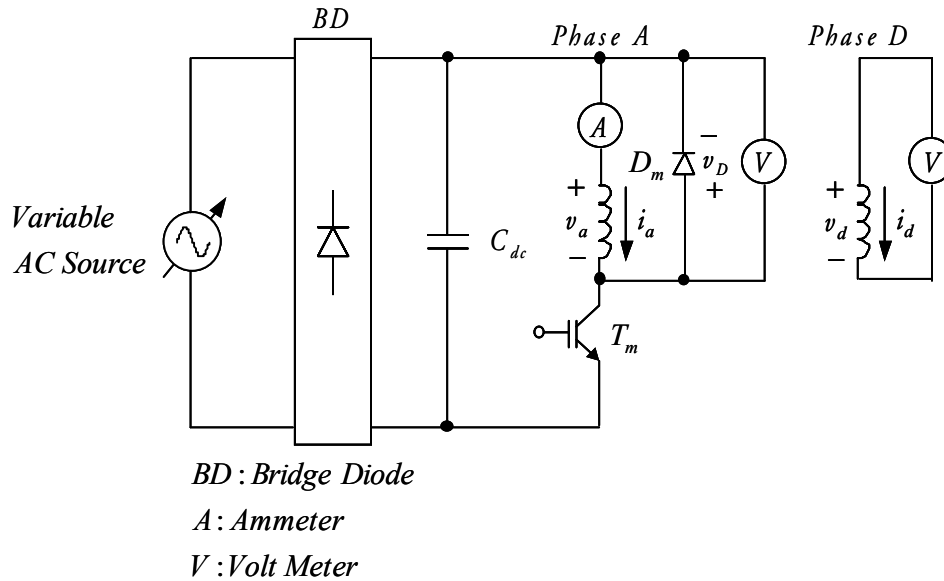 BD
Phase A
Phase D
A
D_m
− v_D +
V
V
+ v_a −
i_a
+ v_d −
i_d
Variable
AC Source
C_dc
T_m
BD : Bridge Diode
A : Ammeter
V : Volt Meter